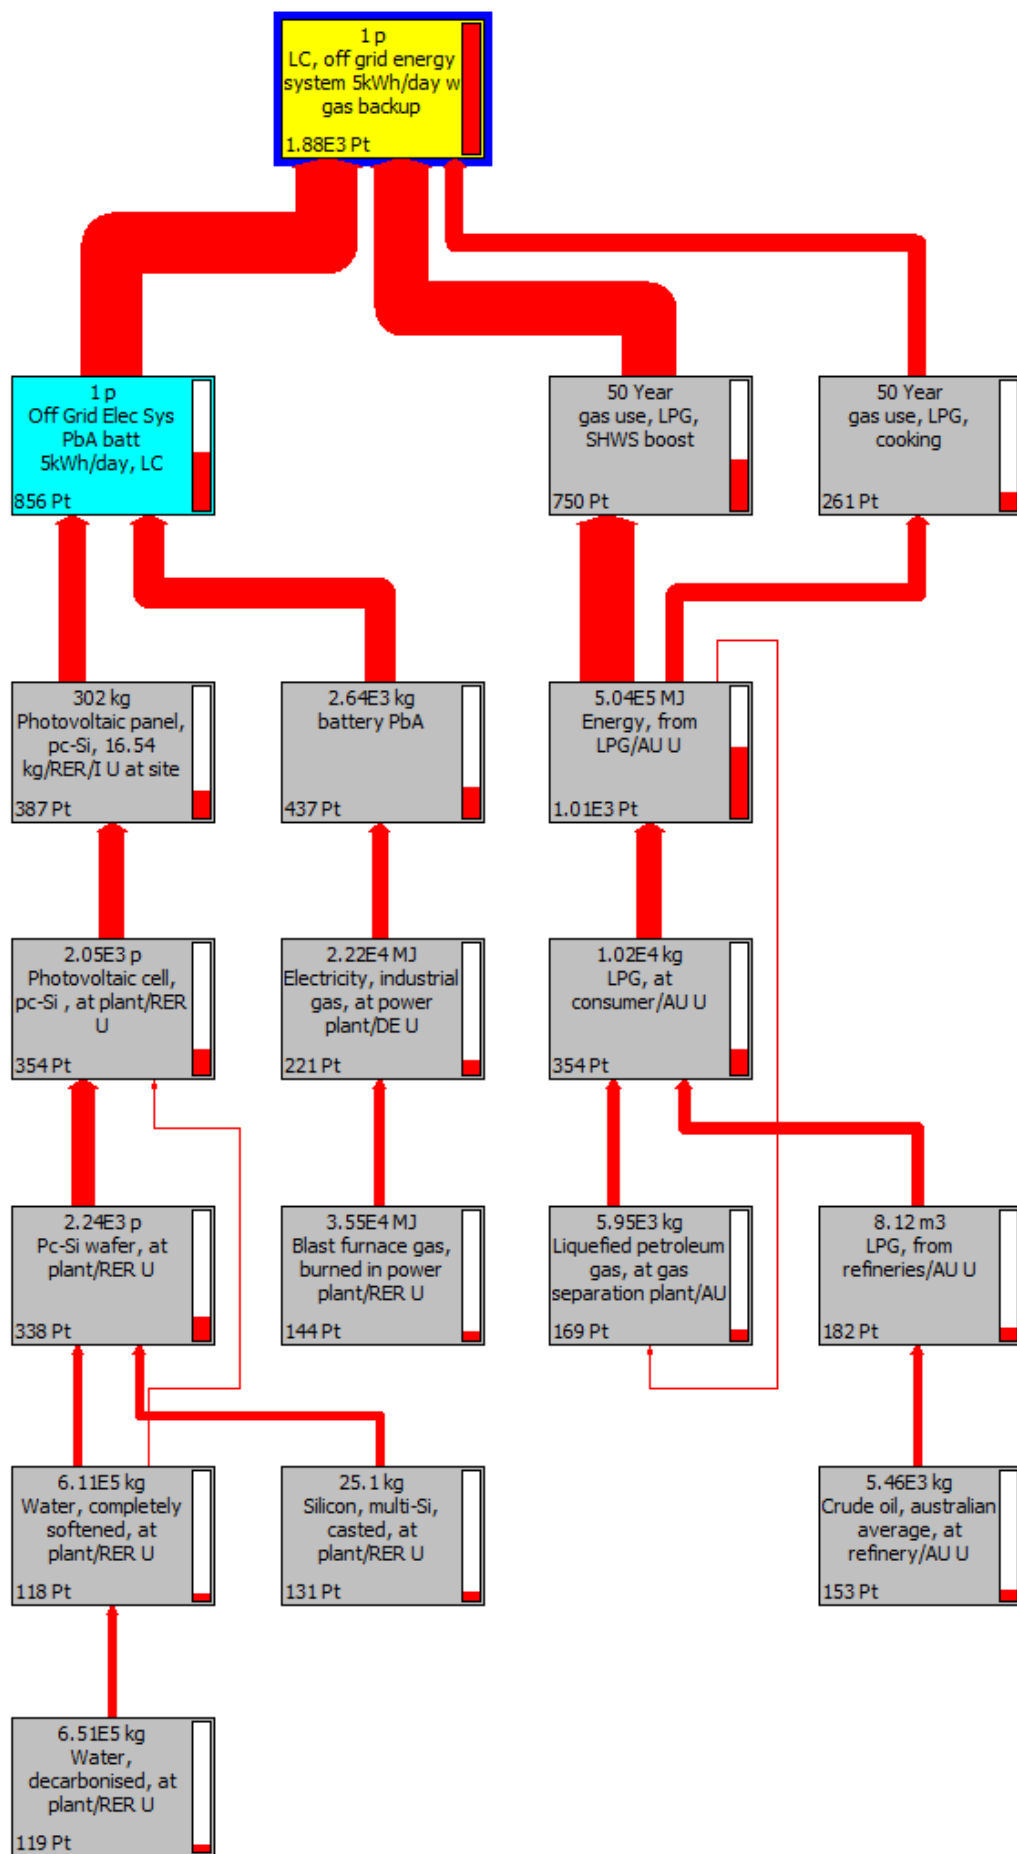 1 p
LC, off grid energy
system 5kWh/day w
gas backup
1.88E3 Pt
1 p
Off Grid Elec Sys
PbA batt
5kWh/day, LC
856 Pt
50 Year
gas use, LPG,
SHWS boost
750 Pt
50 Year
gas use, LPG,
cooking
261 Pt
302 kg
Photovoltaic panel,
pc-Si, 16.54
kg/RER/I U at site
387 Pt
2.64E3 kg
battery PbA
437 Pt
5.04E5 MJ
Energy, from
LPG/AU U
1.01E3 Pt
2.05E3 p
Photovoltaic cell,
pc-Si , at plant/RER
U
354 Pt
2.22E4 MJ
Electricity, industrial
gas, at power
plant/DE U
221 Pt
1.02E4 kg
LPG, at
consumer/AU U
354 Pt
2.24E3 p
Pc-Si wafer, at
plant/RER U
338 Pt
3.55E4 MJ
Blast furnace gas,
burned in power
plant/RER U
144 Pt
5.95E3 kg
Liquefied petroleum
gas, at gas
separation plant/AU
169 Pt
8.12 m3
LPG, from
refineries/AU U
182 Pt
6.11E5 kg
Water, completely
softened, at
plant/RER U
118 Pt
25.1 kg
Silicon, multi-Si,
casted, at
plant/RER U
131 Pt
5.46E3 kg
Crude oil, australian
average, at
refinery/AU U
153 Pt
6.51E5 kg
Water,
decarbonised, at
plant/RER U
119 Pt